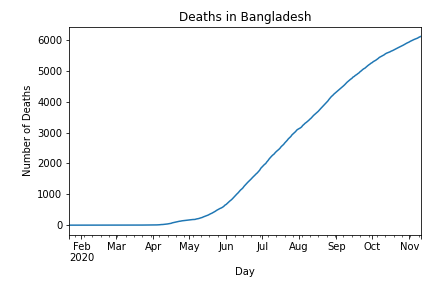 Deaths in Bangladesh
Number of Deaths
6000
5000
4000
3000
2000
1000
0
Feb Mar Apr May Jun Jul Aug Sep Oct Nov
2020
Day